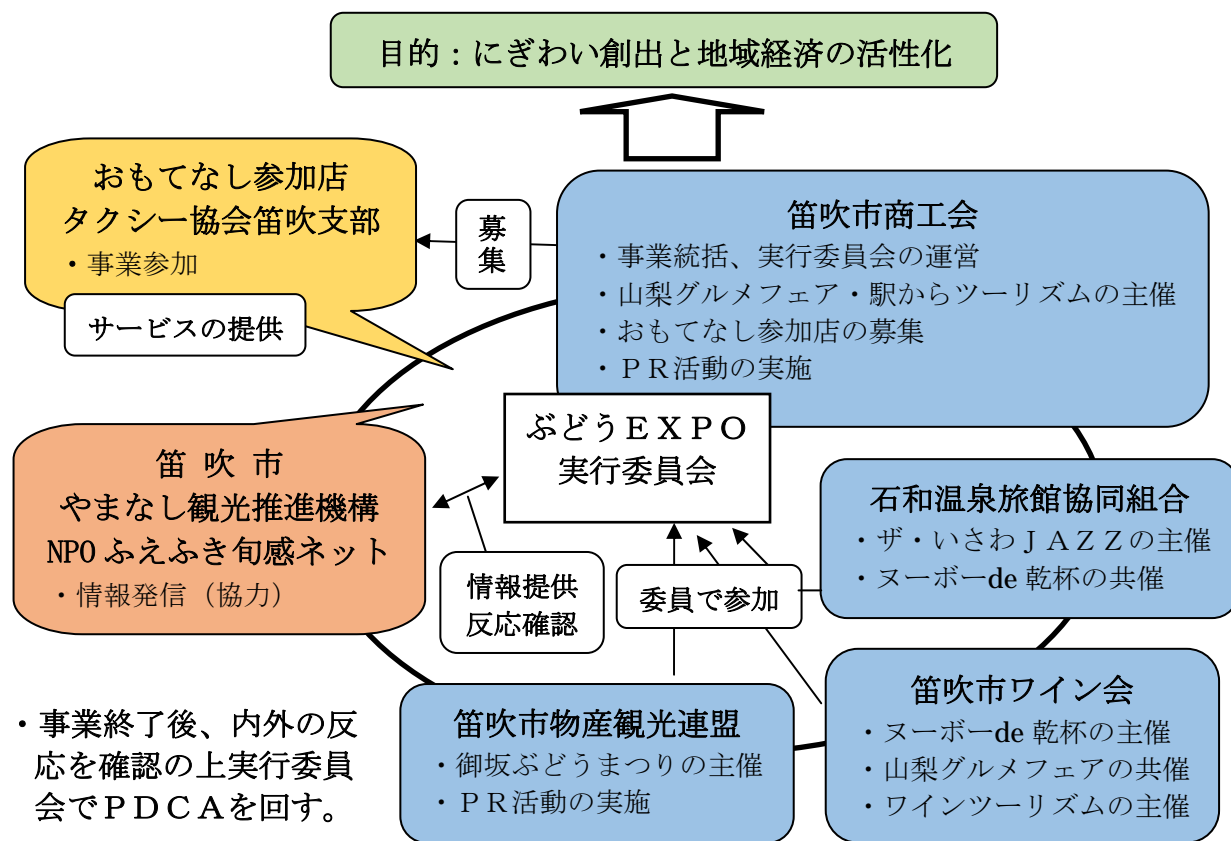 目的：にぎわい創出と地域経済の活性化
おもてなし参加店
タクシー協会笛吹支部
・事業参加
サービスの提供
募
集
笛吹市商工会
・事業統括、実行委員会の運営
・山梨グルメフェア・駅からツーリズムの主催
・おもてなし参加店の募集
・ＰＲ活動の実施
ぶどうＥＸＰＯ
実行委員会
笛 吹 市
やまなし観光推進機構
NPO ふえふき旬感ネット
・情報発信（協力）
情報提供
反応確認
委員で参加
石和温泉旅館協同組合
・ザ・いさわＪＡＺＺの主催
・ヌーボーde 乾杯の共催
笛吹市物産観光連盟
・御坂ぶどうまつりの主催
・ＰＲ活動の実施
笛吹市ワイン会
・ヌーボーde 乾杯の主催
・山梨グルメフェアの共催
・ワインツーリズムの主催
・事業終了後、内外の反
応を確認の上実行委員
会でＰＤＣＡを回す。